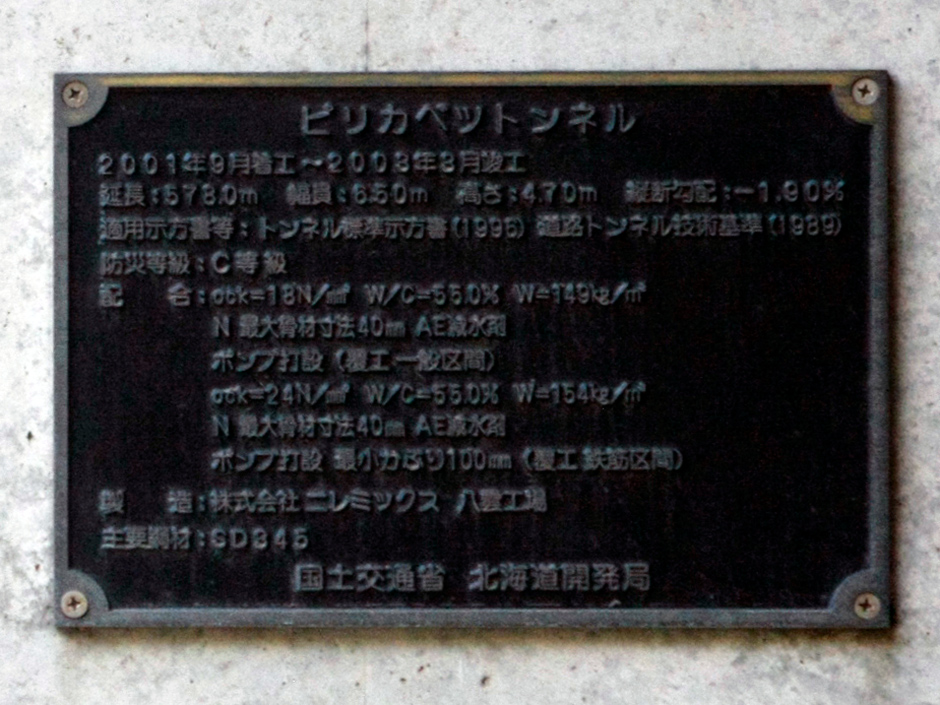 ピリカベツトンネル
2001年9月着工〜2003年3月竣工
延長:578.0m 幅員:6.50m 高さ:4.70m 縦断勾配:−1.90%
適用示方書等:トンネル標準示方書(1996) 道路トンネル技術基準(1989)
防災等級:C等級
配 合:σck=18N/mm² W/C=55.0% W=149kg/m³
N 最大骨材寸法40mm AE減水剤
ポンプ打設 (覆工 一般区間)
σck=24N/mm² W/C=55.0% W=154kg/m³
N 最大骨材寸法40mm AE減水剤
ポンプ打設 最小かぶり100mm (覆工 鉄筋区間)
製 造:株式会社ニレミックス 八雲工場
主要鋼材:SD345
国土交通省 北海道開発局